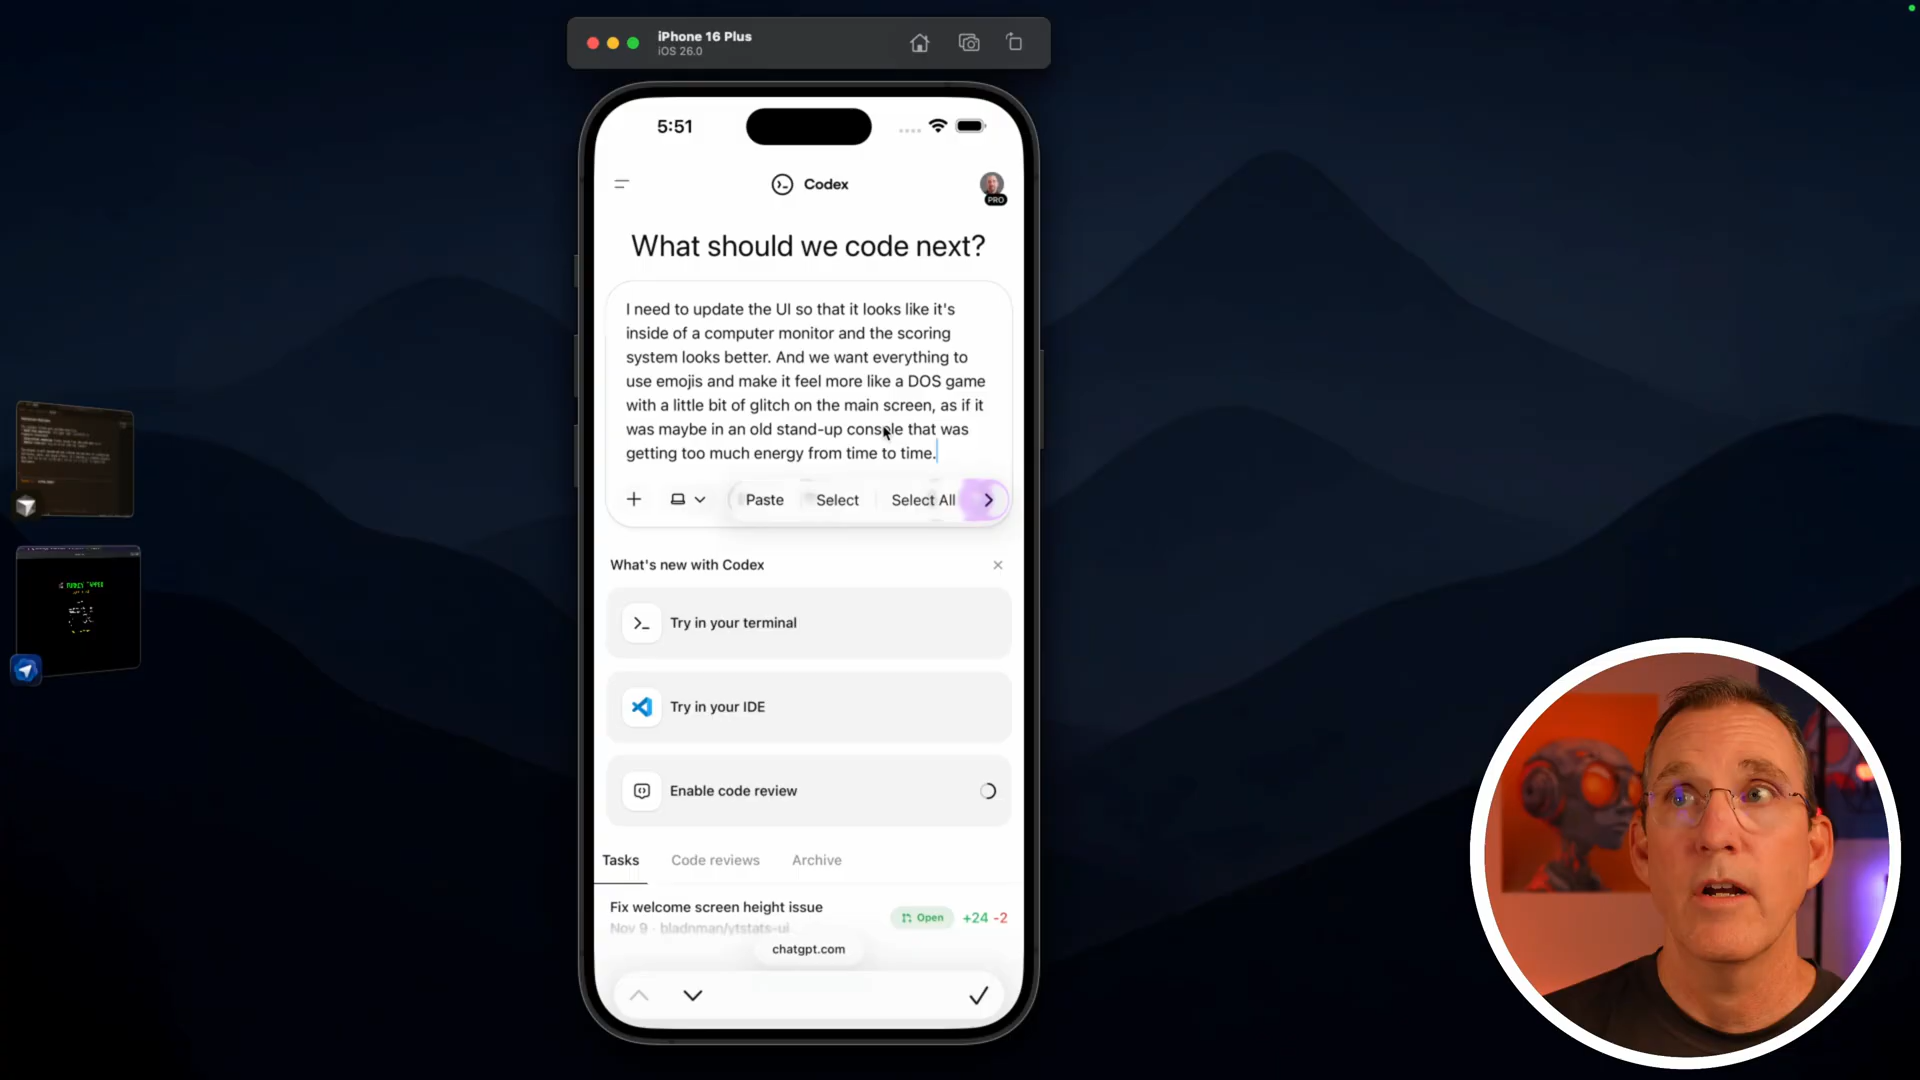 iPhone 16 Plus
iOS 26.0
5:51
Codex
PRO
What should we code next?
I need to update the UI so that it looks like it's
inside of a computer monitor and the scoring
system looks better. And we want everything to
use emojis and make it feel more like a DOS game
with a little bit of glitch on the main screen, as if it
was maybe in an old stand-up console that was
getting too much energy from time to time.
Paste Select Select All
What's new with Codex
Try in your terminal
Try in your IDE
Enable code review
Tasks Code reviews Archive
Fix welcome screen height issue
Open +24 -2
Nov 9 · bladnman/ytstats-ui
chatgpt.com